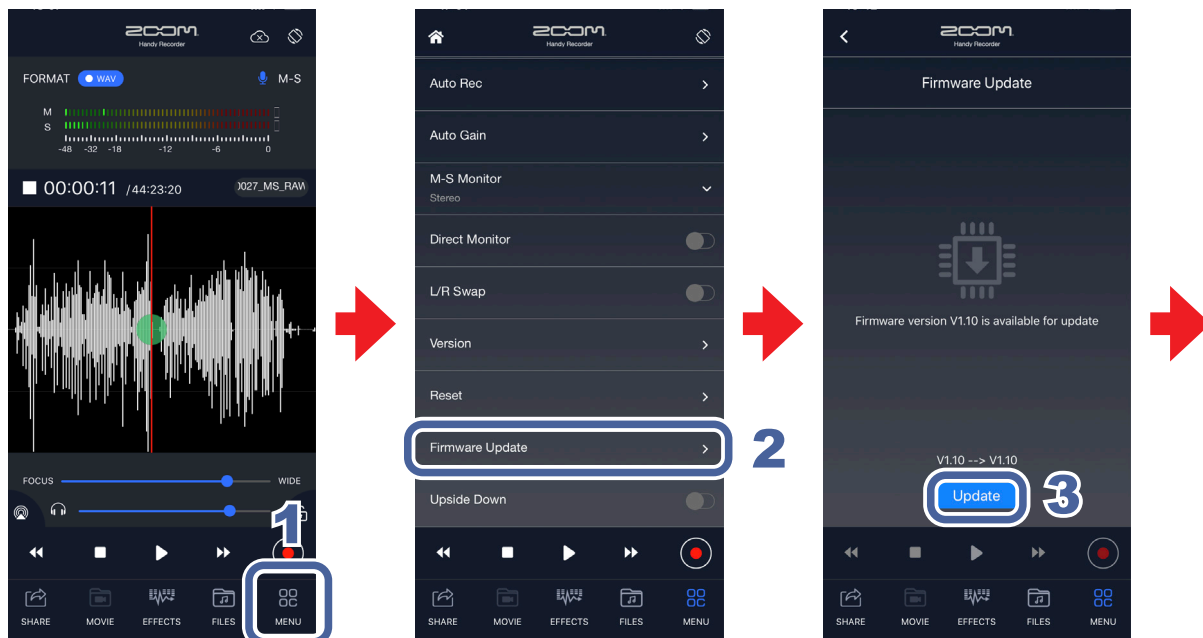 zoom
Handy Recorder
FORMAT WAV M-S
M
S
-48 -32 -18 -12 -6 0
00:00:11 /44:23:20 0027_MS_RAW
FOCUS WIDE
1
SHARE MOVIE EFFECTS FILES MENU
zoom
Handy Recorder
Auto Rec
Auto Gain
M-S Monitor
Stereo
Direct Monitor
L/R Swap
Version
Reset
Firmware Update
2
Upside Down
SHARE MOVIE EFFECTS FILES MENU
zoom
Handy Recorder
Firmware Update
Firmware version V1.10 is available for update
V1.10 --> V1.10
Update
3
SHARE MOVIE EFFECTS FILES MENU